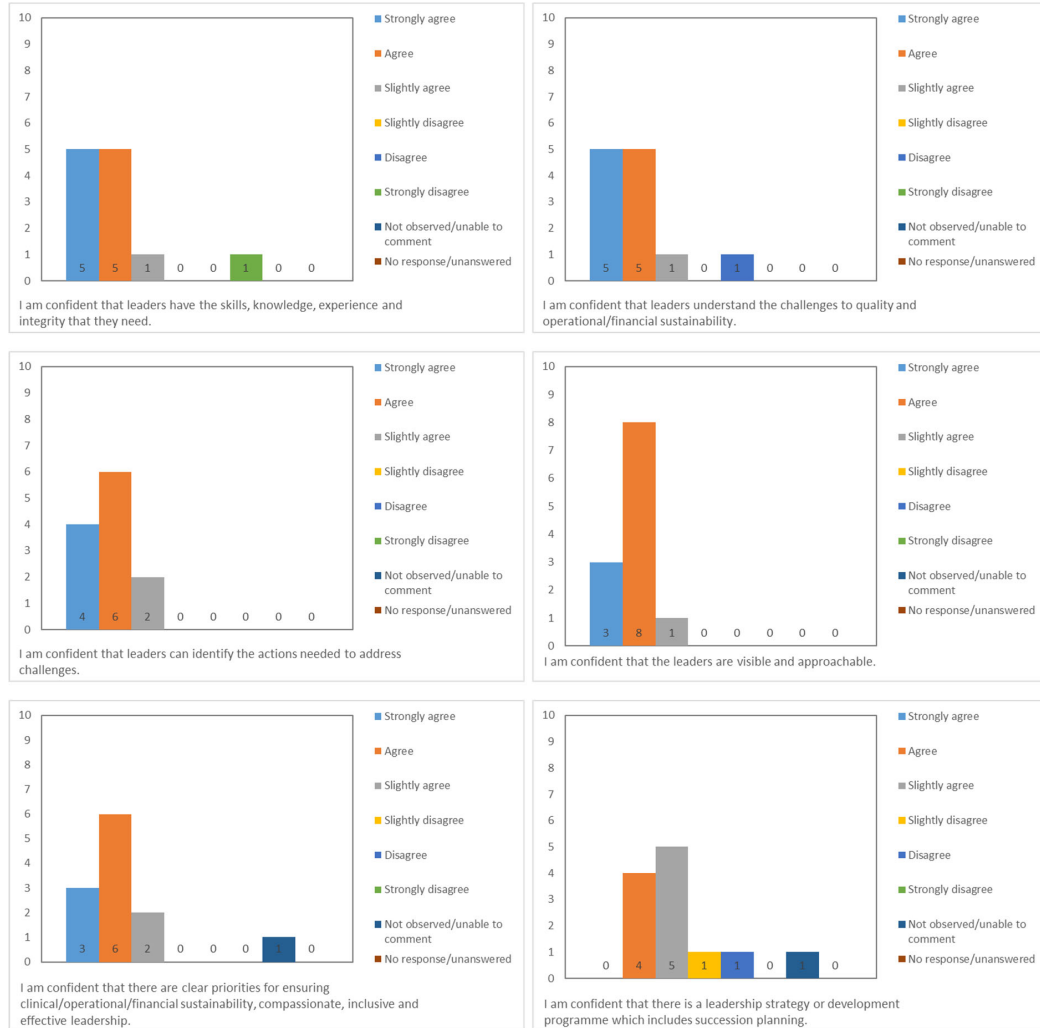 10
9
8
7
6
5
4
3
2
1
0
5 5 1 0 0 1 0 0
Strongly agree
Agree
Slightly agree
Slightly disagree
Disagree
Strongly disagree
Not observed/unable to
comment
No response/unanswered
I am confident that leaders have the skills, knowledge, experience and
integrity that they need.
10
9
8
7
6
5
4
3
2
1
0
5 5 1 0 1 0 0 0
Strongly agree
Agree
Slightly agree
Slightly disagree
Disagree
Strongly disagree
Not observed/unable to
comment
No response/unanswered
I am confident that leaders understand the challenges to quality and
operational/financial sustainability.
10
9
8
7
6
5
4
3
2
1
0
4 6 2 0 0 0 0 0
Strongly agree
Agree
Slightly agree
Slightly disagree
Disagree
Strongly disagree
Not observed/unable to
comment
No response/unanswered
I am confident that leaders can identify the actions needed to address
challenges.
10
9
8
7
6
5
4
3
2
1
0
3 8 1 0 0 0 0 0
Strongly agree
Agree
Slightly agree
Slightly disagree
Disagree
Strongly disagree
Not observed/unable to
comment
No response/unanswered
I am confident that the leaders are visible and approachable.
10
9
8
7
6
5
4
3
2
1
0
3 6 2 0 0 0 1 0
Strongly agree
Agree
Slightly agree
Slightly disagree
Disagree
Strongly disagree
Not observed/unable to
comment
No response/unanswered
I am confident that there are clear priorities for ensuring
clinical/operational/financial sustainability, compassionate, inclusive and
effective leadership.
10
9
8
7
6
5
4
3
2
1
0
0 4 5 1 1 0 1 0
Strongly agree
Agree
Slightly agree
Slightly disagree
Disagree
Strongly disagree
Not observed/unable to
comment
No response/unanswered
I am confident that there is a leadership strategy or development
programme which includes succession planning.